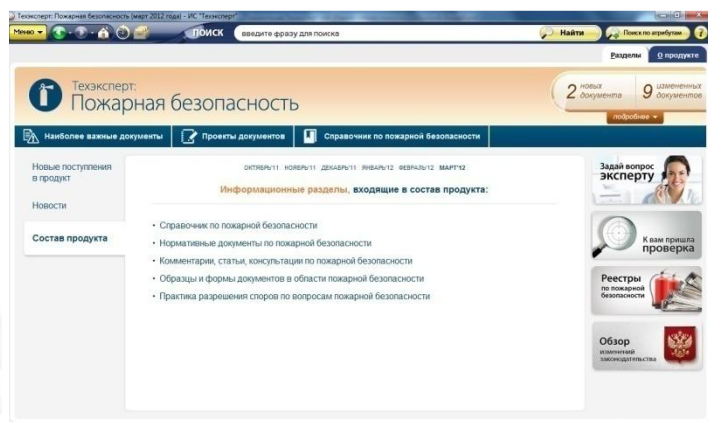 Техэксперт: Пожарная безопасность (март 2012 года) - ИС "Техэксперт"
Меню
ПОИСК введите фразу для поиска Найти Поиск по атрибутам ?
Разделы О продукте
Техэксперт:
Пожарная безопасность
2 новых документа
9 измененных документов
подробнее
Наиболее важные документы Проекты документов Справочник по пожарной безопасности
Новые поступления
в продукт
Новости
Состав продукта
ОКТЯБРЬ'11 НОЯБРЬ'11 ДЕКАБРЬ'11 ЯНВАРЬ'12 ФЕВРАЛЬ'12 МАРТ'12
Информационные разделы, входящие в состав продукта:
• Справочник по пожарной безопасности
• Нормативные документы по пожарной безопасности
• Комментарии, статьи, консультации по пожарной безопасности
• Образцы и формы документов в области пожарной безопасности
• Практика разрешения споров по вопросам пожарной безопасности
Задай вопрос
эксперту
К вам пришла
проверка
Реестры
по пожарной
безопасности
Обзор
изменений
законодательства